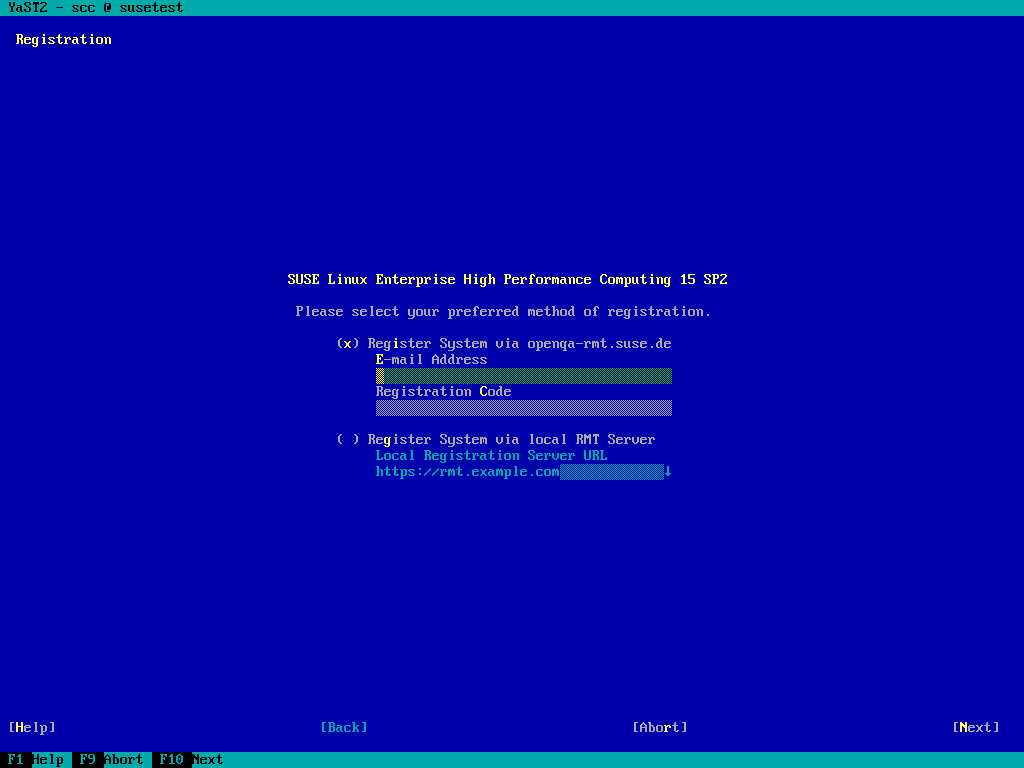 YaST2 - scc @ susetest
Registration
SUSE Linux Enterprise High Performance Computing 15 SP2
Please select your preferred method of registration.
(x) Register System via openqa-rmt.suse.de
E-mail Address
Registration Code
( ) Register System via local RMT Server
Local Registration Server URL
https://rmt.example.com↓
[Help] [Back] [Abort] [Next]
F1 Help F9 Abort F10 Next